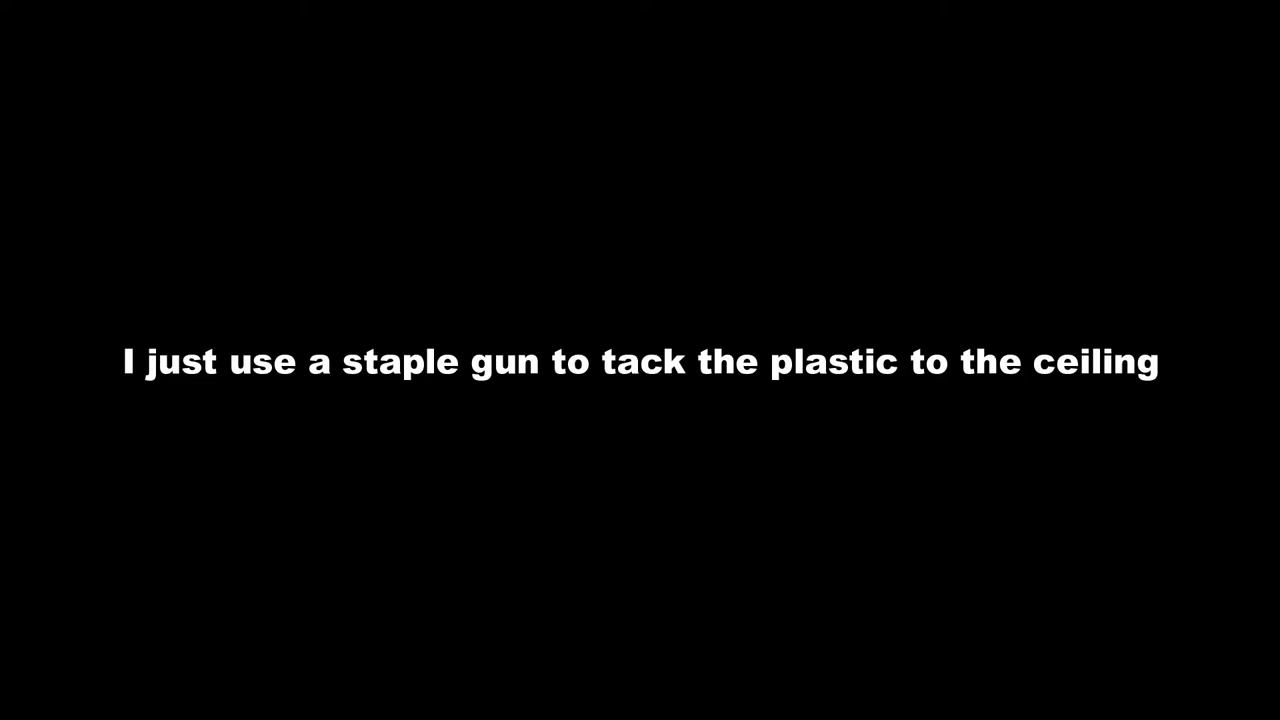 I just use a staple gun to tack the plastic to the ceiling